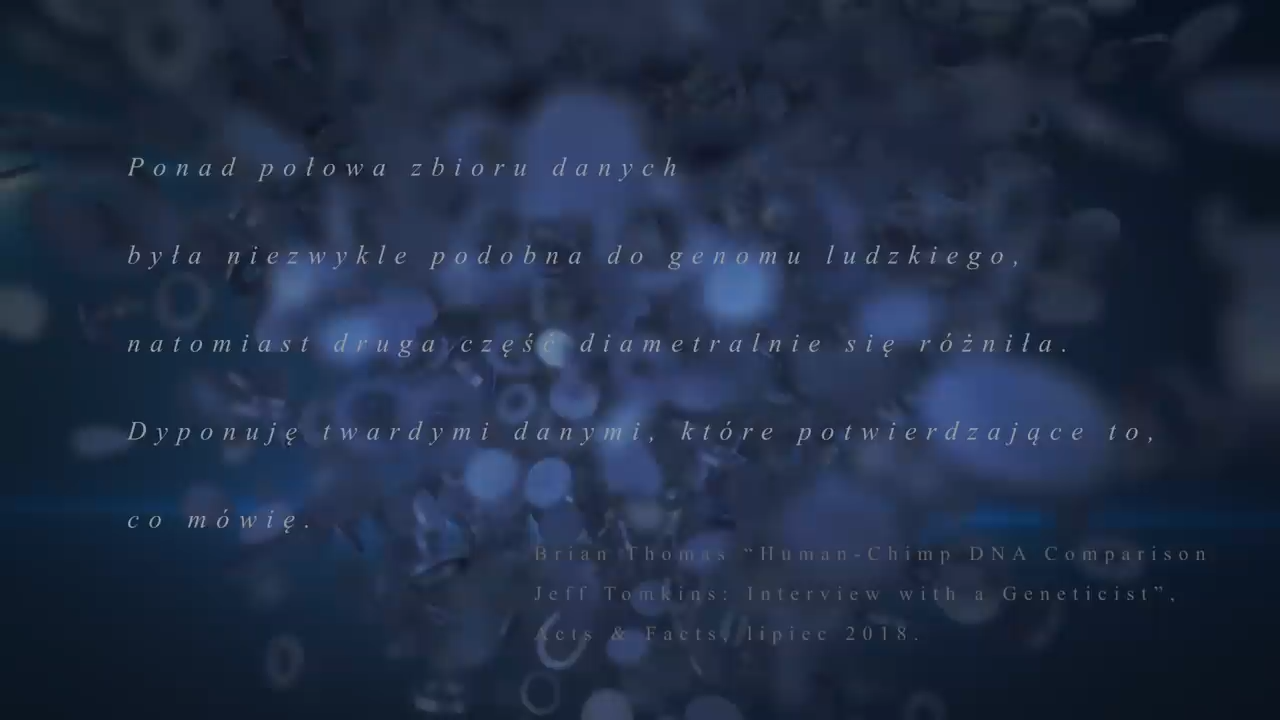 Ponad połowa zbioru danych
była niezwykle podobna do genomu ludzkiego,
natomiast druga część diametralnie się różniła.
Dyponuję twardymi danymi, które potwierdzające to,
co mówię.
Brian Thomas “Human-Chimp DNA Comparison
Jeff Tomkins: Interview with a Geneticist”,
Acts & Facts, lipiec 2018.